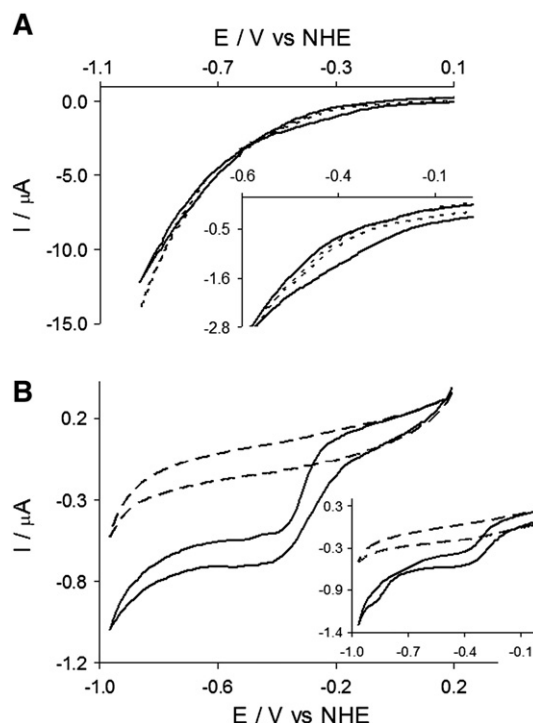 A
E / V vs NHE
-1.1 -0.7 -0.3 0.1
0.0
-5.0
-10.0
-15.0
I / µA
-0.6 -0.4 -0.1
-0.5
-1.6
-2.8
B
0.2
-0.3
-0.8
-1.2
I / µA
0.3
-0.3
-0.9
-1.4
-1.0 -0.7 -0.4 -0.1
-1.0 -0.6 -0.2 0.2
E / V vs NHE